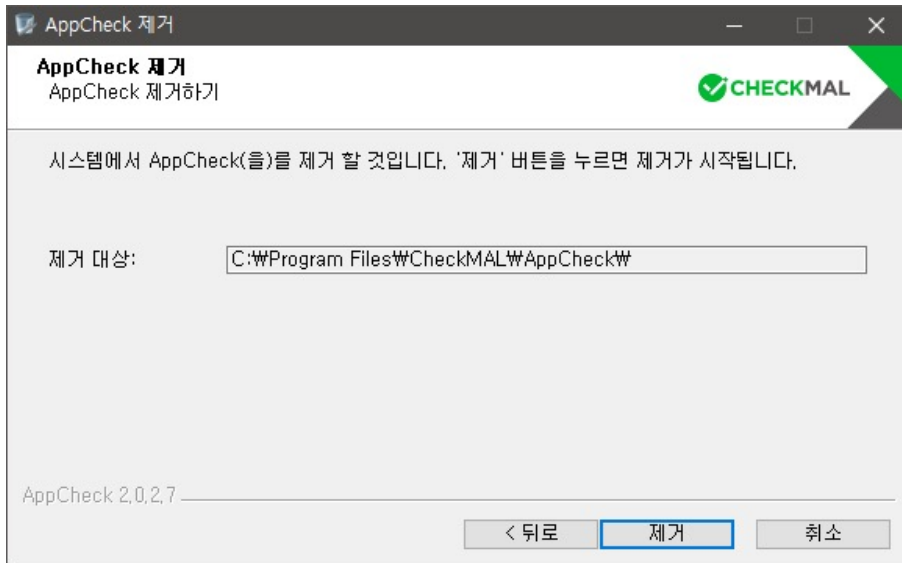 AppCheck 제거
AppCheck 제거
AppCheck 제거하기
CHECKMAL
시스템에서 AppCheck(을)를 제거 할 것입니다. '제거' 버튼을 누르면 제거가 시작됩니다.
제거 대상: C:₩Program Files₩CheckMAL₩AppCheck₩
AppCheck 2.0.2.7
< 뒤로 제거 취소